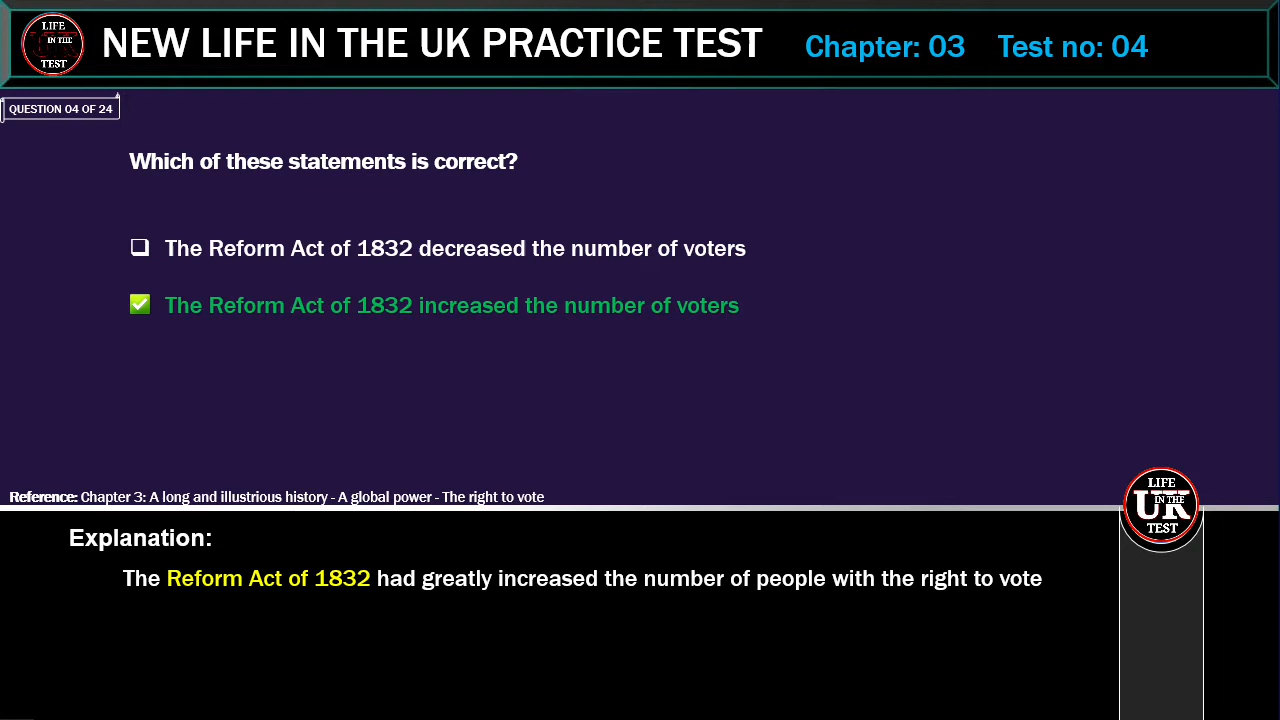 LIFE
UK
IN THE
TEST
NEW LIFE IN THE UK PRACTICE TEST
Chapter: 03
Test no: 04
QUESTION 04 OF 24
Which of these statements is correct?
The Reform Act of 1832 decreased the number of voters
The Reform Act of 1832 increased the number of voters
Reference: Chapter 3: A long and illustrious history - A global power - The right to vote
LIFE
UK
IN THE
TEST
Explanation:
The Reform Act of 1832 had greatly increased the number of people with the right to vote